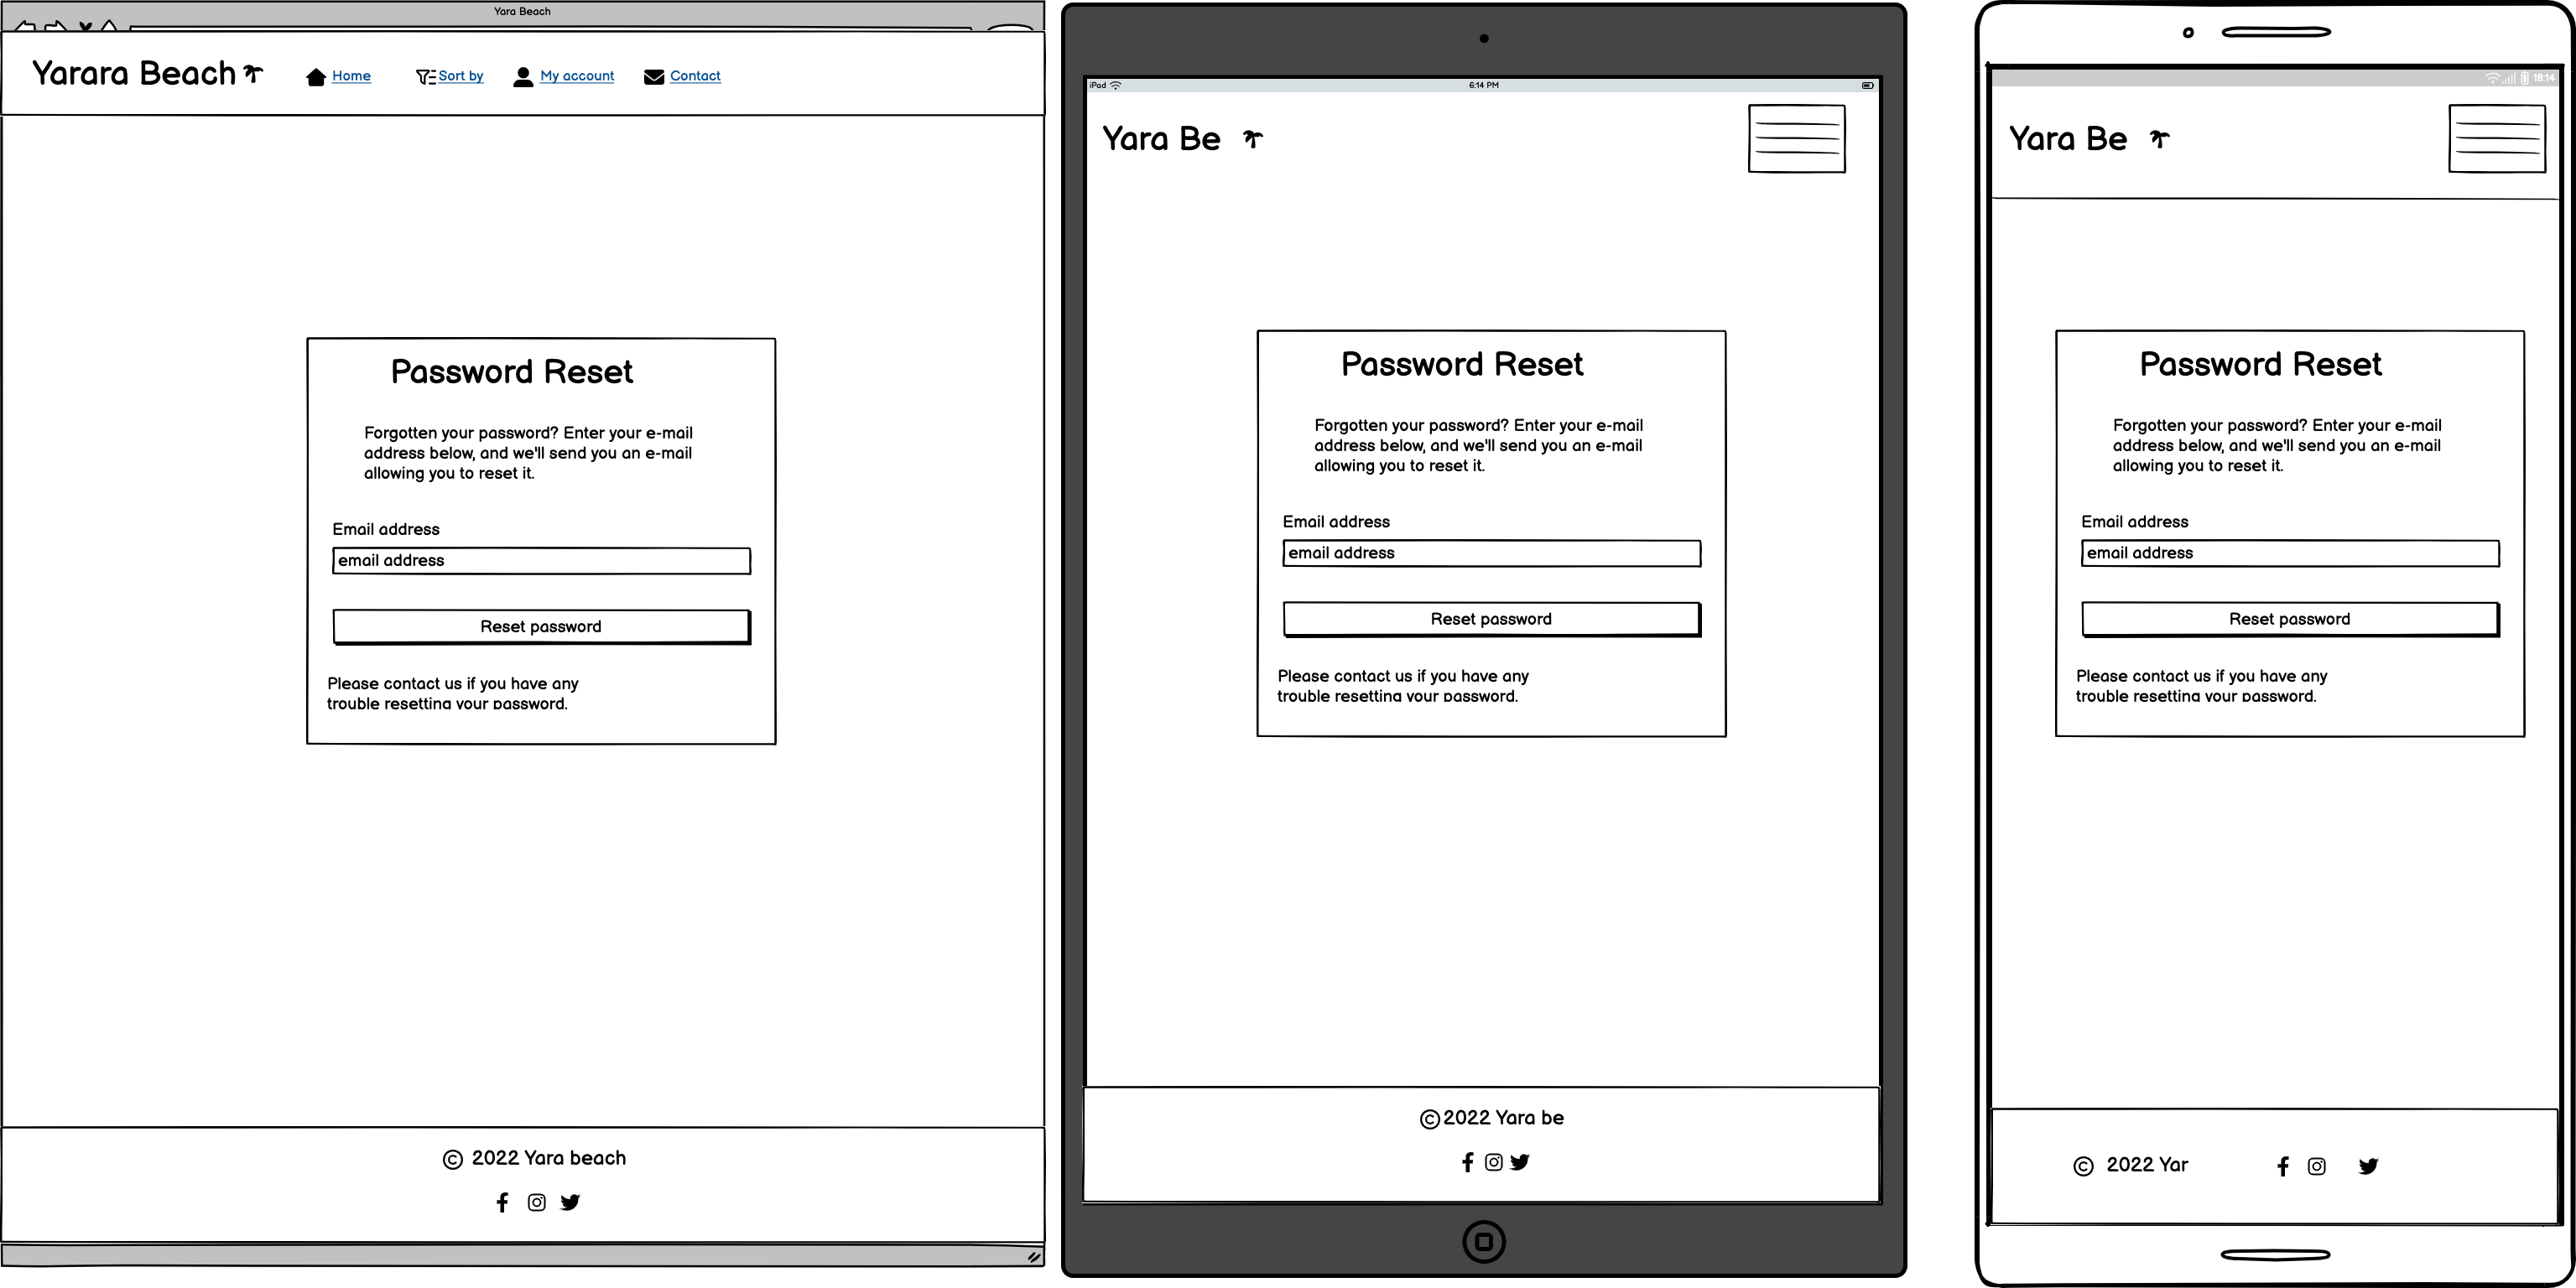 Yara Beach
Yarara Beach
Home
Sort by
My account
Contact
Password Reset
Forgotten your password? Enter your e-mail
address below, and we'll send you an e-mail
allowing you to reset it.
Email address
email address
Reset password
Please contact us if you have any
trouble resetting your password.
© 2022 Yara beach
iPad
6:14 PM
Yara Be
Password Reset
Forgotten your password? Enter your e-mail
address below, and we'll send you an e-mail
allowing you to reset it.
Email address
email address
Reset password
Please contact us if you have any
trouble resetting your password.
© 2022 Yara be
18:14
Yara Be
Password Reset
Forgotten your password? Enter your e-mail
address below, and we'll send you an e-mail
allowing you to reset it.
Email address
email address
Reset password
Please contact us if you have any
trouble resetting your password.
© 2022 Yar